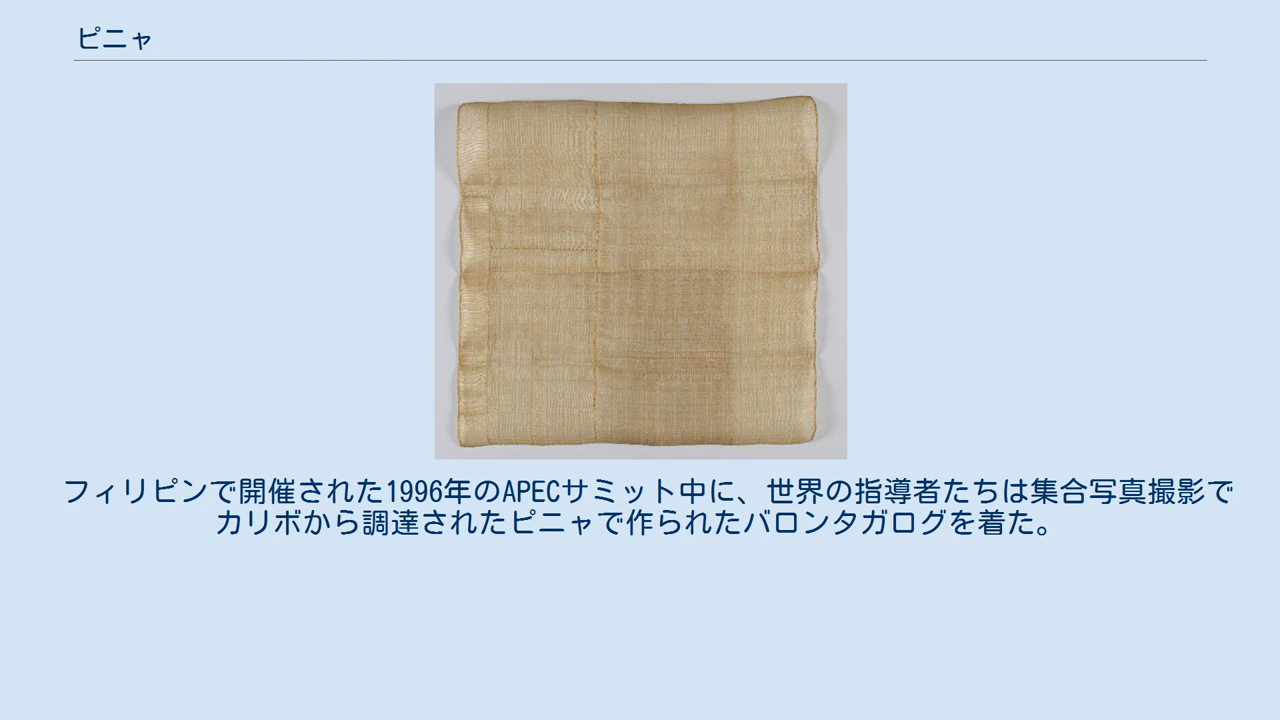 ピニャ
フィリピンで開催された1996年のAPECサミット中に、世界の指導者たちは集合写真撮影で
カリボから調達されたピニャで作られたバロンタガログを着た。